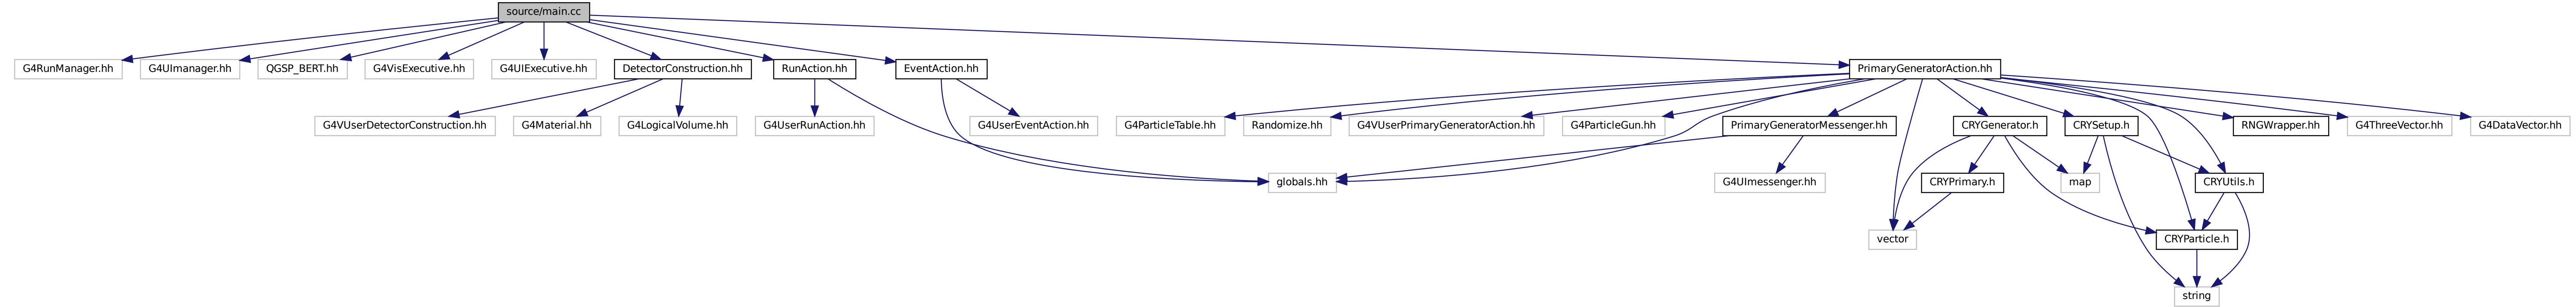 source/main.cc
G4RunManager.hh
G4UImanager.hh
QGSP_BERT.hh
G4VisExecutive.hh
G4UIExecutive.hh
DetectorConstruction.hh
RunAction.hh
EventAction.hh
PrimaryGeneratorAction.hh
G4VUserDetectorConstruction.hh
G4Material.hh
G4LogicalVolume.hh
G4UserRunAction.hh
G4UserEventAction.hh
G4ParticleTable.hh
Randomize.hh
G4VUserPrimaryGeneratorAction.hh
G4ParticleGun.hh
PrimaryGeneratorMessenger.hh
CRYGenerator.h
CRYSetup.h
RNGWrapper.hh
G4ThreeVector.hh
G4DataVector.hh
globals.hh
G4UImessenger.hh
CRYPrimary.h
map
CRYUtils.h
vector
CRYParticle.h
string